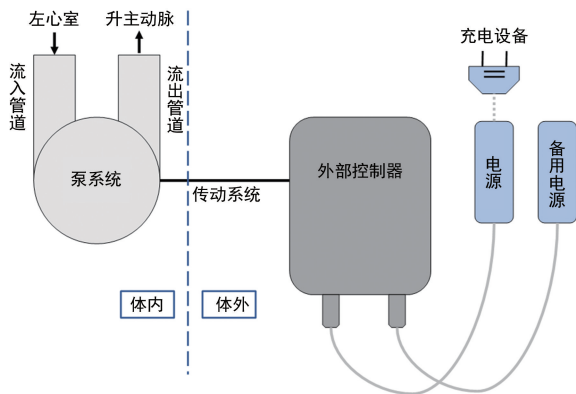 左心室
升主动脉
充电设备
流入管道
流出管道
泵系统
传动系统
外部控制器
电源
备用电源
体内
体外